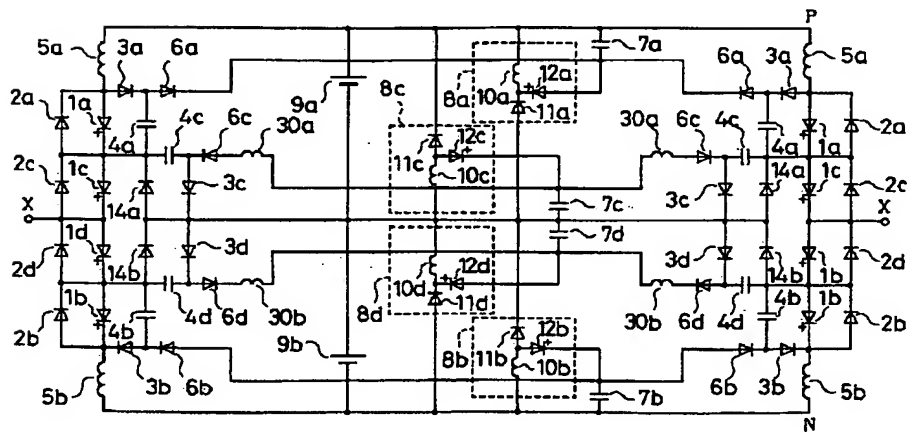 P
5a 3a 6a 7a 6a 3a 5a
8a 12a
2a 1a 9a 8c 10a 2a
4c 6c 30a 11a 30a 6c 4c
4a 12c 4a 1a
2c 1c 11c 1c 2c
14a 3c 10c 3c 14a
7c
X X
1d 7d
2d 3d 12d 3d 2d
14b 10d 14b 1b
1b 8d 11d 4b 1b
2b 4b 4d 6d 30b 12b 30b 6d 4d 2b
9b 8b 11b 10b
5b 3b 6b 7b 6b 3b 5b
N